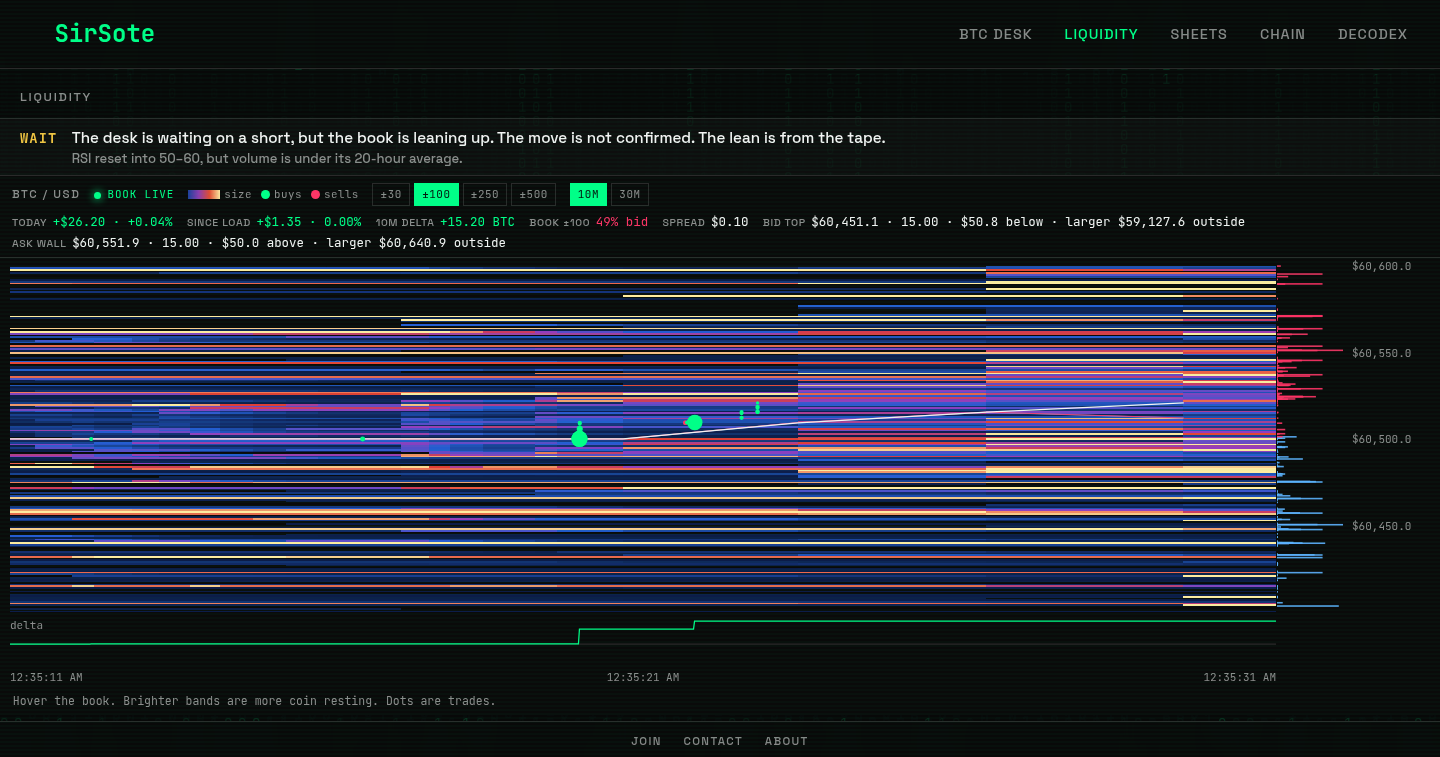 SirSote
BTC DESK LIQUIDITY SHEETS CHAIN DECODEX
LIQUIDITY
WAIT The desk is waiting on a short, but the book is leaning up. The move is not confirmed. The lean is from the tape.
RSI reset into 50–60, but volume is under its 20-hour average.
BTC / USD BOOK LIVE size buys sells ±30 ±100 ±250 ±500 10M 30M
TODAY +$26.20 · +0.04% SINCE LOAD +$1.35 · 0.00% 10M DELTA +15.20 BTC BOOK ±100 49% bid SPREAD $0.10 BID TOP $60,451.1 · 15.00 · $50.8 below · larger $59,127.6 outside
ASK WALL $60,551.9 · 15.00 · $50.0 above · larger $60,640.9 outside
$60,600.0
$60,550.0
$60,500.0
$60,450.0
delta
12:35:11 AM 12:35:21 AM 12:35:31 AM
Hover the book. Brighter bands are more coin resting. Dots are trades.
JOIN CONTACT ABOUT